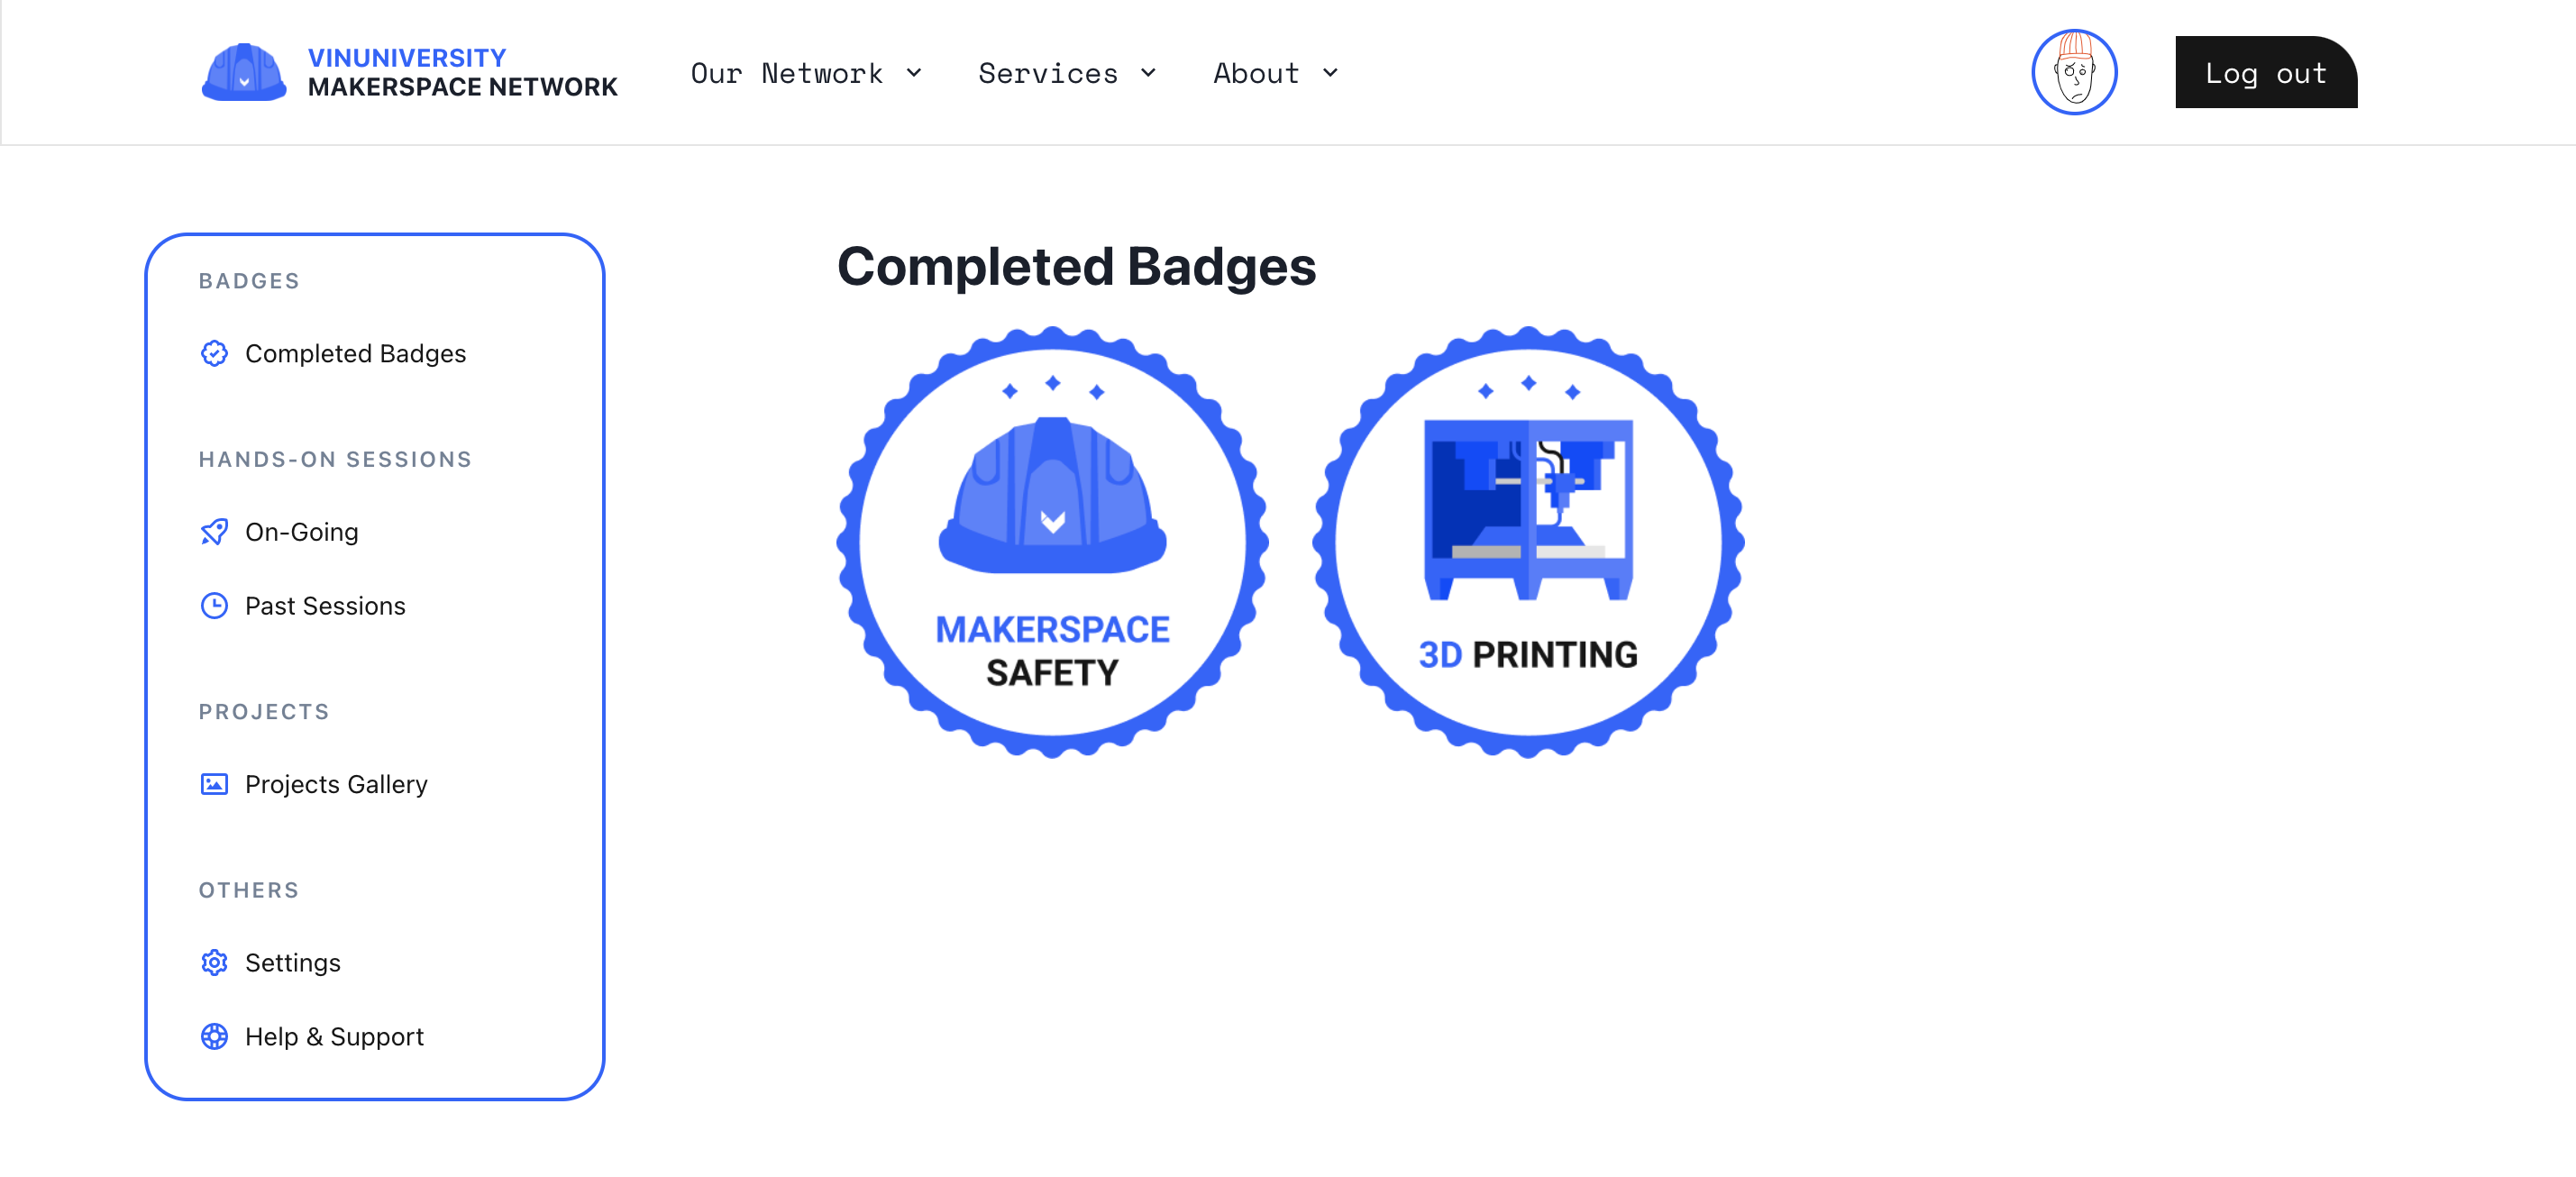 VINUNIVERSITY
MAKERSPACE NETWORK
Our Network
Services
About
Log out
BADGES
Completed Badges
HANDS-ON SESSIONS
On-Going
Past Sessions
PROJECTS
Projects Gallery
OTHERS
Settings
Help & Support
Completed Badges
MAKERSPACE
SAFETY
3D PRINTING